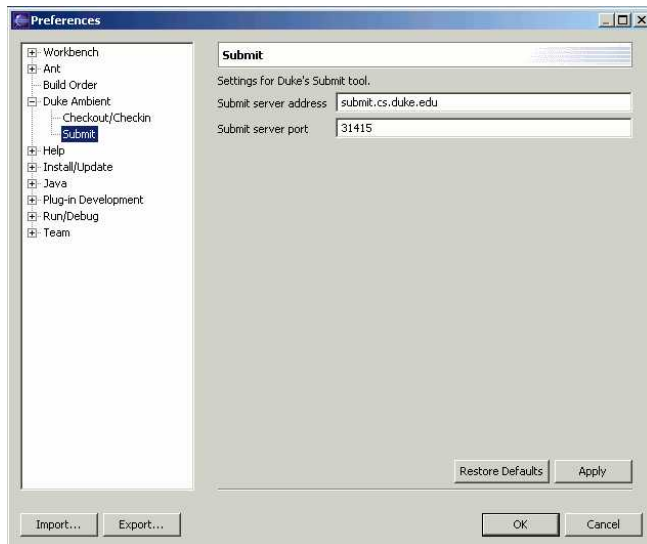 Preferences
Workbench
Ant
Build Order
Duke Ambient
Checkout/Checkin
Submit
Help
Install/Update
Java
Plug-in Development
Run/Debug
Team
Submit
Settings for Duke's Submit tool.
Submit server address submit.cs.duke.edu
Submit server port 31415
Restore Defaults Apply
Import... Export... OK Cancel